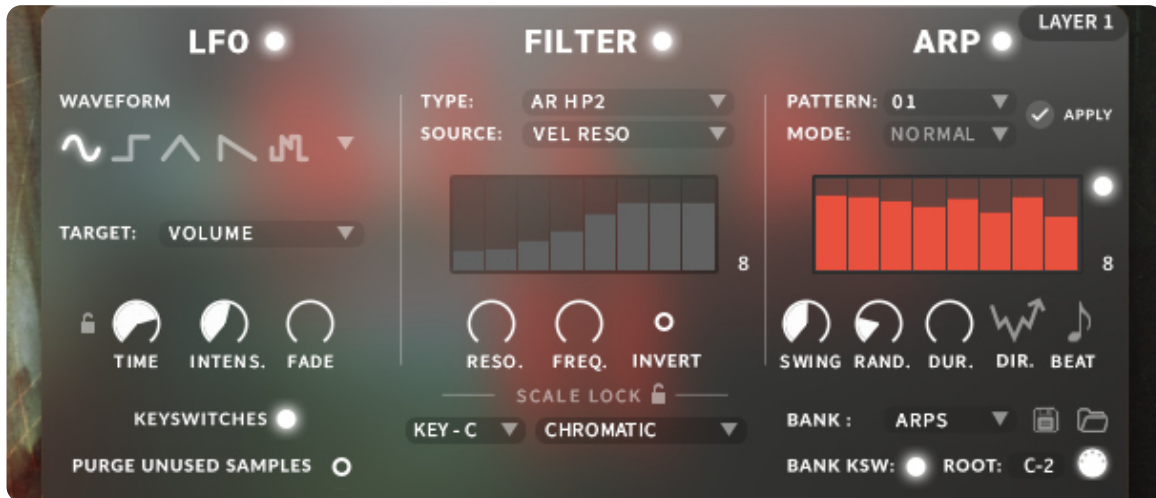 LAYER 1
LFO
WAVEFORM
TARGET: VOLUME
TIME INTENS. FADE
KEYSWITCHES
PURGE UNUSED SAMPLES
FILTER
TYPE: AR HP2
SOURCE: VEL RESO
8
RESO. FREQ. INVERT
SCALE LOCK
KEY - C CHROMATIC
ARP
PATTERN: 01 APPLY
MODE: NORMAL
8
SWING RAND. DUR. DIR. BEAT
BANK : ARPS
BANK KSW: ROOT: C-2